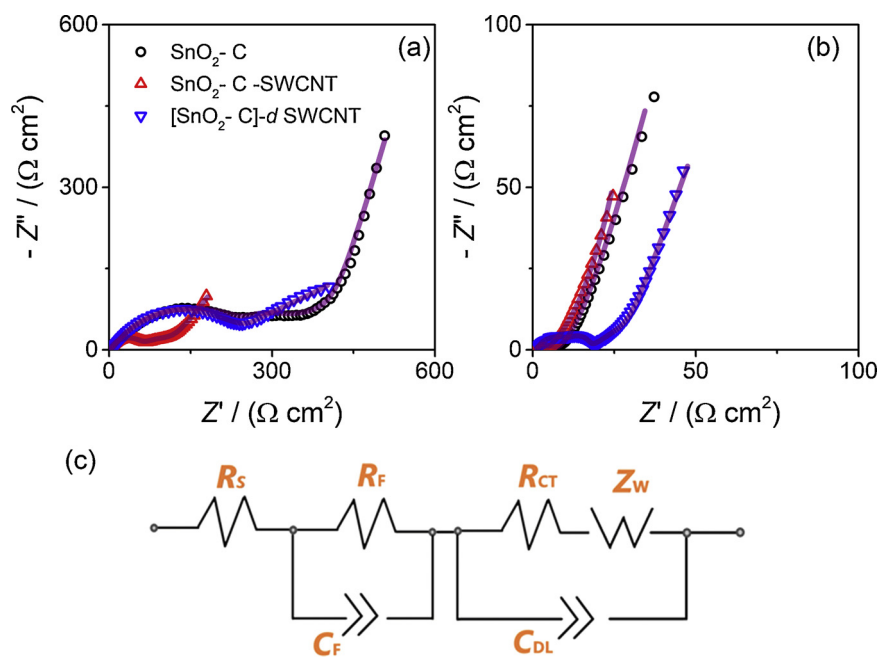 600
(a)
SnO2- C
SnO2- C -SWCNT
[SnO2- C]-d SWCNT
300
0
- Z" / (Ω cm2)
0
300
600
Z' / (Ω cm2)
100
(b)
50
0
- Z" / (Ω cm2)
0
50
100
Z' / (Ω cm2)
(c)
RS
RF
RCT
ZW
CF
CDL